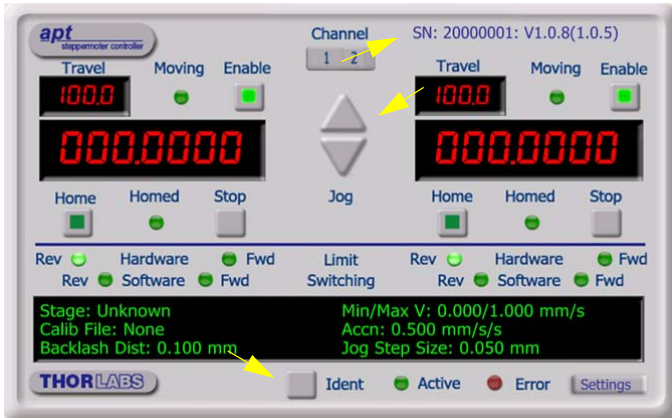 apt
steppermotor controller
Channel
SN: 20000001: V1.0.8(1.0.5)
1 2
Travel Moving Enable
Travel Moving Enable
100.0
100.0
000.0000
000.0000
Home Homed Stop
Jog
Home Homed Stop
Rev Hardware Fwd
Limit
Rev Hardware Fwd
Rev Software Fwd
Switching
Rev Software Fwd
Stage: Unknown
Min/Max V: 0.000/1.000 mm/s
Calib File: None
Accn: 0.500 mm/s/s
Backlash Dist: 0.100 mm
Jog Step Size: 0.050 mm
THORLABS
Ident Active Error Settings